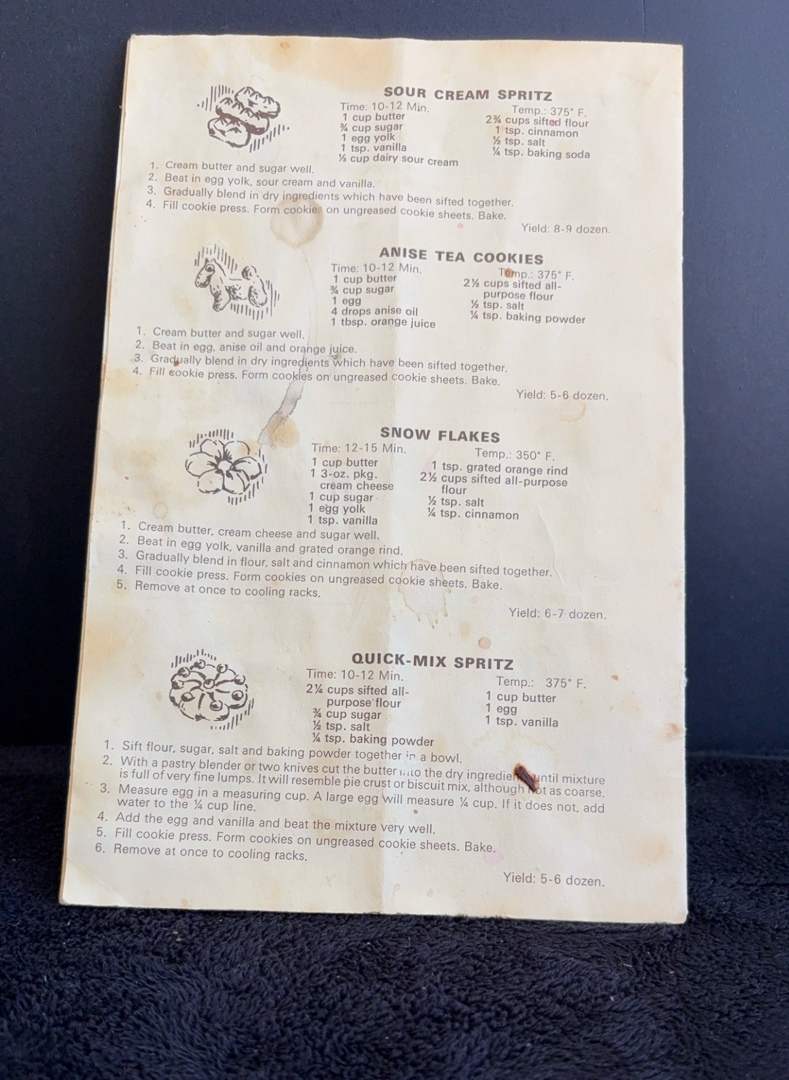 SOUR CREAM SPRITZ
Time: 10-12 Min.
Temp.: 375° F.
1 cup butter
¾ cup sugar
1 egg yolk
1 tsp. vanilla
⅓ cup dairy sour cream
2¾ cups sifted flour
1 tsp. cinnamon
½ tsp. salt
¼ tsp. baking soda
1. Cream butter and sugar well.
2. Beat in egg yolk, sour cream and vanilla.
3. Gradually blend in dry ingredients which have been sifted together.
4. Fill cookie press. Form cookies on ungreased cookie sheets. Bake.
Yield: 8-9 dozen.
ANISE TEA COOKIES
Time: 10-12 Min.
Temp.: 375° F.
1 cup butter
¾ cup sugar
1 egg
4 drops anise oil
1 tbsp. orange juice
2½ cups sifted all-
purpose flour
½ tsp. salt
¼ tsp. baking powder
1. Cream butter and sugar well.
2. Beat in egg, anise oil and orange juice.
3. Gradually blend in dry ingredients which have been sifted together.
4. Fill cookie press. Form cookies on ungreased cookie sheets. Bake.
Yield: 5-6 dozen.
SNOW FLAKES
Time: 12-15 Min.
Temp.: 350° F.
1 cup butter
1 3-oz. pkg.
cream cheese
1 cup sugar
1 egg yolk
1 tsp. vanilla
1 tsp. grated orange rind
2½ cups sifted all-purpose
flour
½ tsp. salt
¼ tsp. cinnamon
1. Cream butter, cream cheese and sugar well.
2. Beat in egg yolk, vanilla and grated orange rind.
3. Gradually blend in flour, salt and cinnamon which have been sifted together.
4. Fill cookie press. Form cookies on ungreased cookie sheets. Bake.
5. Remove at once to cooling racks.
Yield: 6-7 dozen.
QUICK-MIX SPRITZ
Time: 10-12 Min.
Temp.: 375° F.
2¼ cups sifted all-
purpose flour
¾ cup sugar
½ tsp. salt
¼ tsp. baking powder
1 cup butter
1 egg
1 tsp. vanilla
1. Sift flour, sugar, salt and baking powder together in a bowl.
2. With a pastry blender or two knives cut the butter into the dry ingredients until mixture
is full of very fine lumps. It will resemble pie crust or biscuit mix, although not as coarse.
3. Measure egg in a measuring cup. A large egg will measure ¼ cup. If it does not, add
water to the ¼ cup line.
4. Add the egg and vanilla and beat the mixture very well.
5. Fill cookie press. Form cookies on ungreased cookie sheets. Bake.
6. Remove at once to cooling racks.
Yield: 5-6 dozen.